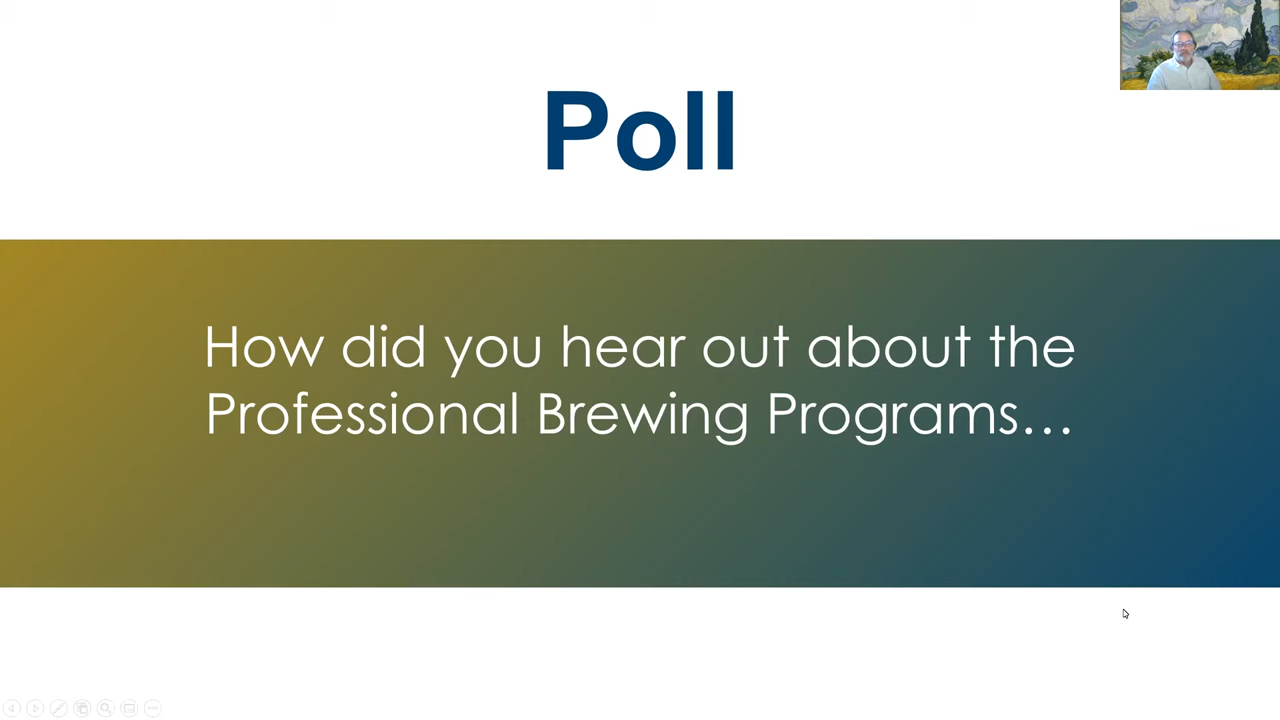 Poll
How did you hear out about the
Professional Brewing Programs…